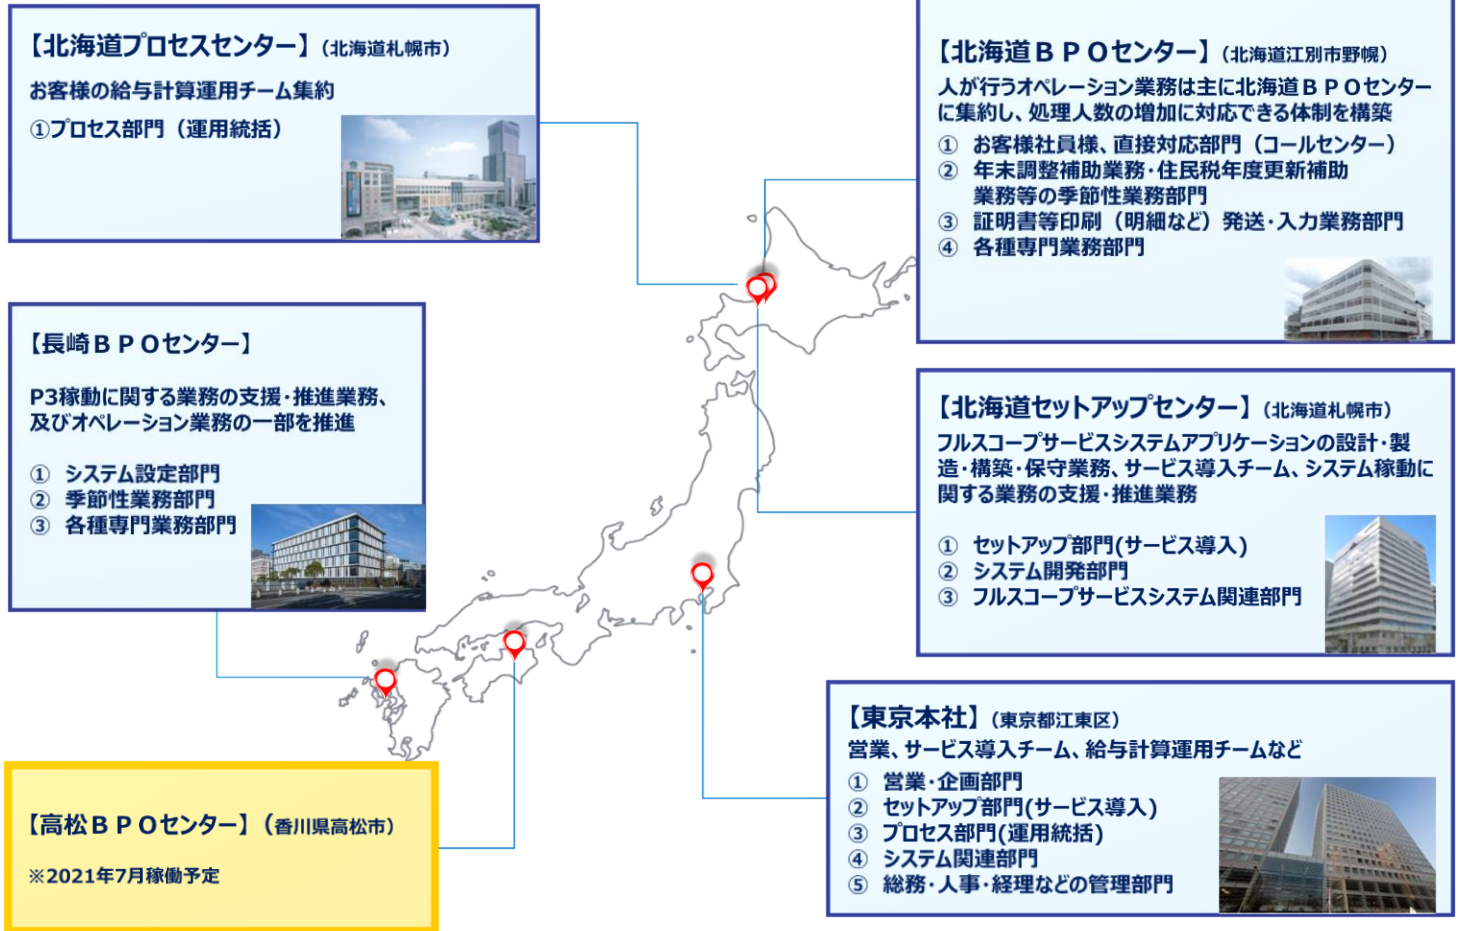 【北海道プロセスセンター】（北海道札幌市）
お客様の給与計算運用チーム集約
①プロセス部門（運用統括）
【北海道ＢＰＯセンター】（北海道江別市野幌）
人が行うオペレーション業務は主に北海道ＢＰＯセンター
に集約し、処理人数の増加に対応できる体制を構築
① お客様社員様、直接対応部門（コールセンター）
② 年末調整補助業務・住民税年度更新補助
業務等の季節性業務部門
③ 証明書等印刷（明細など）発送・入力業務部門
④ 各種専門業務部門
【長崎ＢＰＯセンター】
P3稼動に関する業務の支援・推進業務、
及びオペレーション業務の一部を推進
① システム設定部門
② 季節性業務部門
③ 各種専門業務部門
【北海道セットアップセンター】（北海道札幌市）
フルスコープサービスシステムアプリケーションの設計・製
造・構築・保守業務、サービス導入チーム、システム稼動に
関する業務の支援・推進業務
① セットアップ部門(サービス導入)
② システム開発部門
③ フルスコープサービスシステム関連部門
【東京本社】（東京都江東区）
営業、サービス導入チーム、給与計算運用チームなど
① 営業・企画部門
② セットアップ部門(サービス導入)
③ プロセス部門(運用統括)
④ システム関連部門
⑤ 総務・人事・経理などの管理部門
【高松ＢＰＯセンター】（香川県高松市）
※2021年7月稼働予定